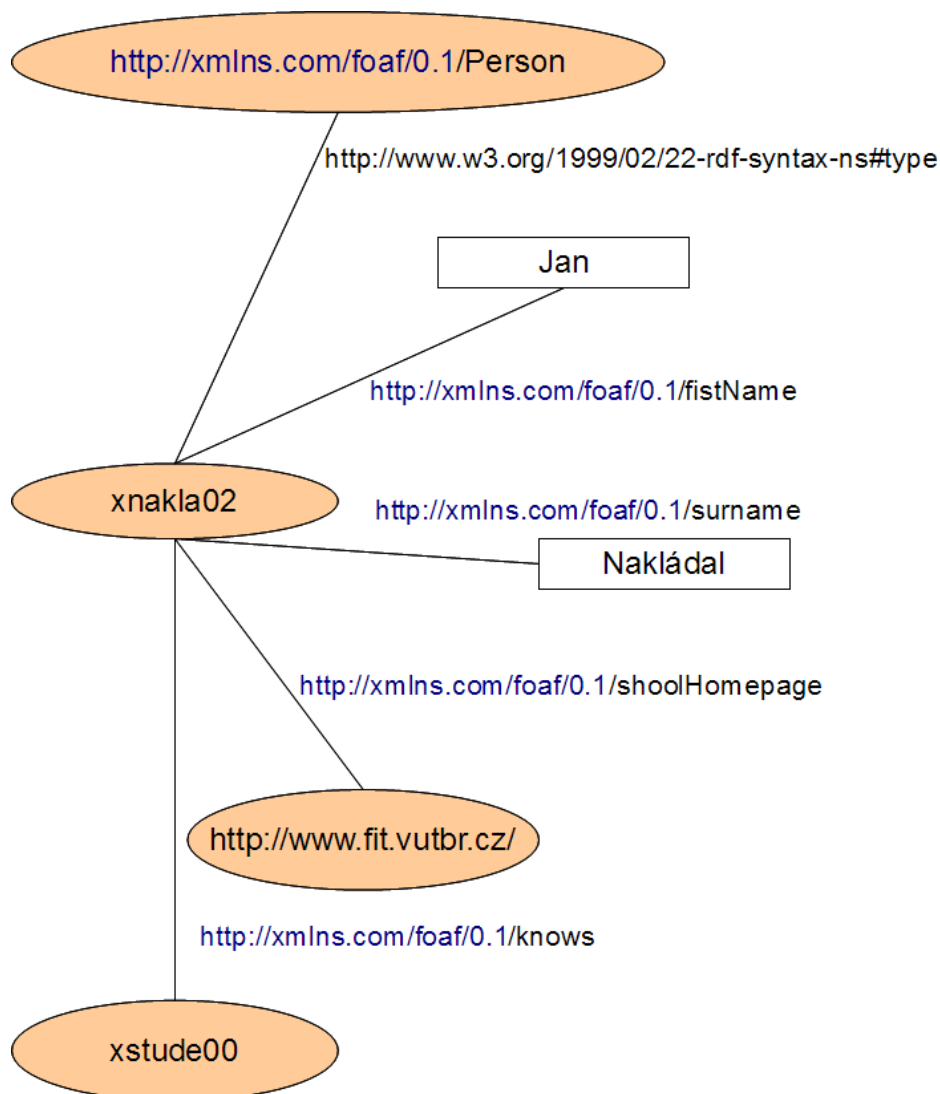 http://xmlns.com/foaf/0.1/Person
http://www.w3.org/1999/02/22-rdf-syntax-ns#type
Jan
http://xmlns.com/foaf/0.1/fistName
xnakla02
http://xmlns.com/foaf/0.1/surname
Nakládal
http://xmlns.com/foaf/0.1/shoolHomepage
http://www.fit.vutbr.cz/
http://xmlns.com/foaf/0.1/knows
xstude00